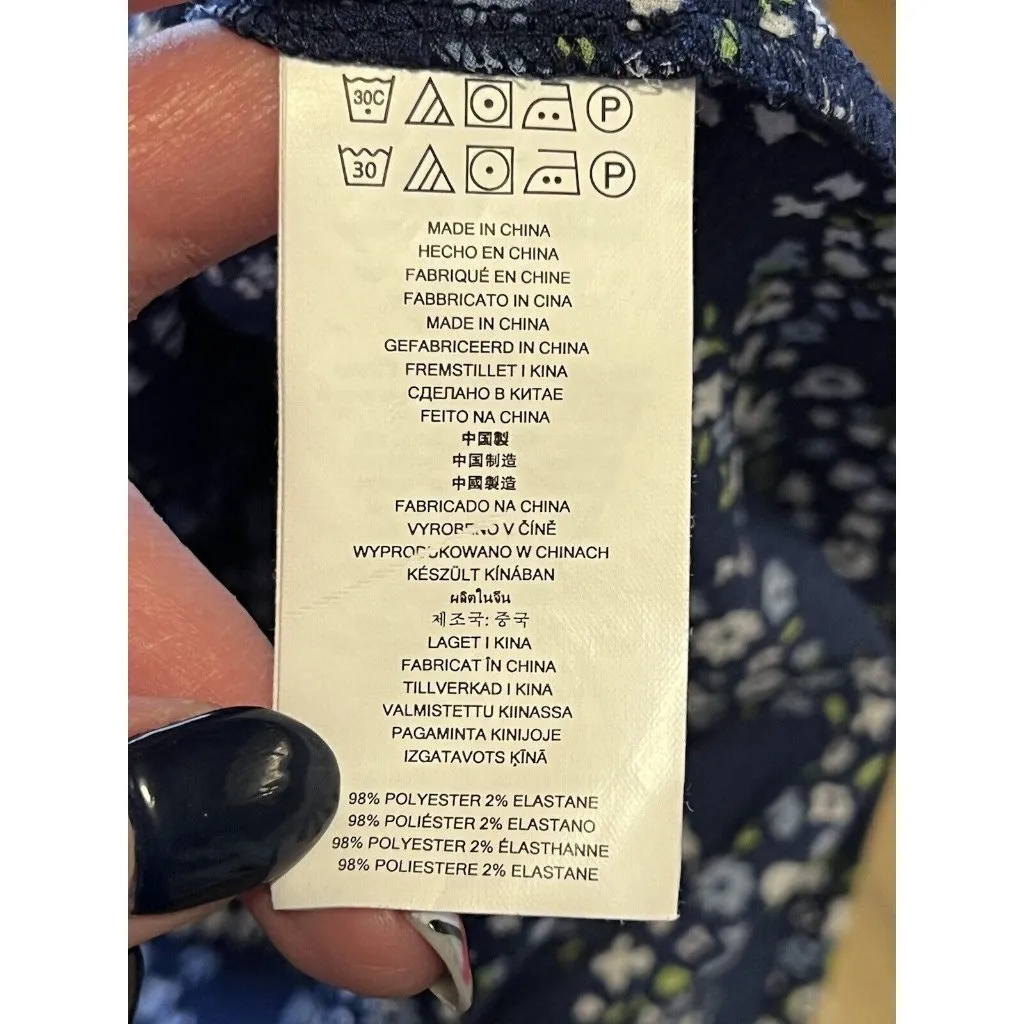 30C P
30 P
MADE IN CHINA
HECHO EN CHINA
FABRIQUÉ EN CHINE
FABBRICATO IN CINA
MADE IN CHINA
GEFABRICEERD IN CHINA
FREMSTILLET I KINA
СДЕЛАНО В КИТАЕ
FEITO NA CHINA
中国製
中国制造
中國製造
FABRICADO NA CHINA
VYROBENO V ČÍNĚ
WYPRODUKOWANO W CHINACH
KÉSZÜLT KÍNÁBAN
ผลิตในจีน
제조국: 중국
LAGET I KINA
FABRICAT ÎN CHINA
TILLVERKAD I KINA
VALMISTETTU KIINASSA
PAGAMINTA KINIJOJE
IZGATAVOTS ĶĪNĀ
98% POLYESTER 2% ELASTANE
98% POLIÉSTER 2% ELASTANO
98% POLYESTER 2% ÉLASTHANNE
98% POLIESTERE 2% ELASTANE